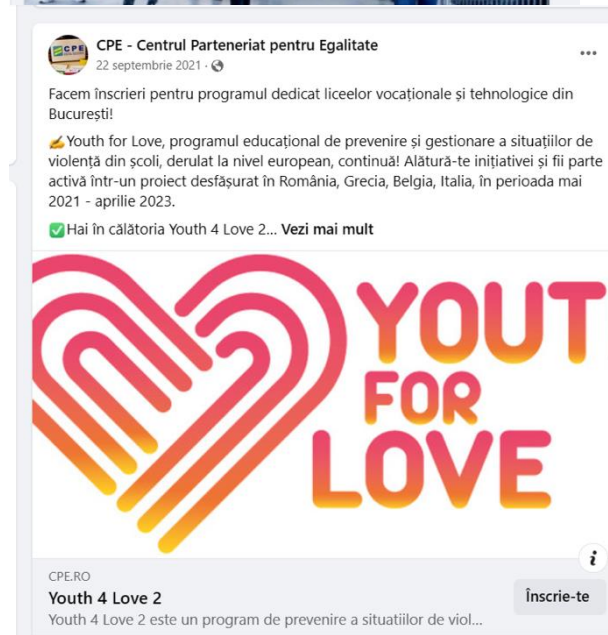 CPE
CPE - Centrul Parteneriat pentru Egalitate
22 septembrie 2021 ·
Facem înscrieri pentru programul dedicat liceelor vocaționale și tehnologice din
București!
✍️Youth for Love, programul educațional de prevenire și gestionare a situațiilor de
violență din școli, derulat la nivel european, continuă! Alătură-te inițiativei și fii parte
activă într-un proiect desfășurat în România, Grecia, Belgia, Italia, în perioada mai
2021 - aprilie 2023.
✅Hai în călătoria Youth 4 Love 2... Vezi mai mult
YOUT
FOR
LOVE
CPE.RO
Youth 4 Love 2
Înscrie-te
Youth 4 Love 2 este un program de prevenire a situatiilor de viol...